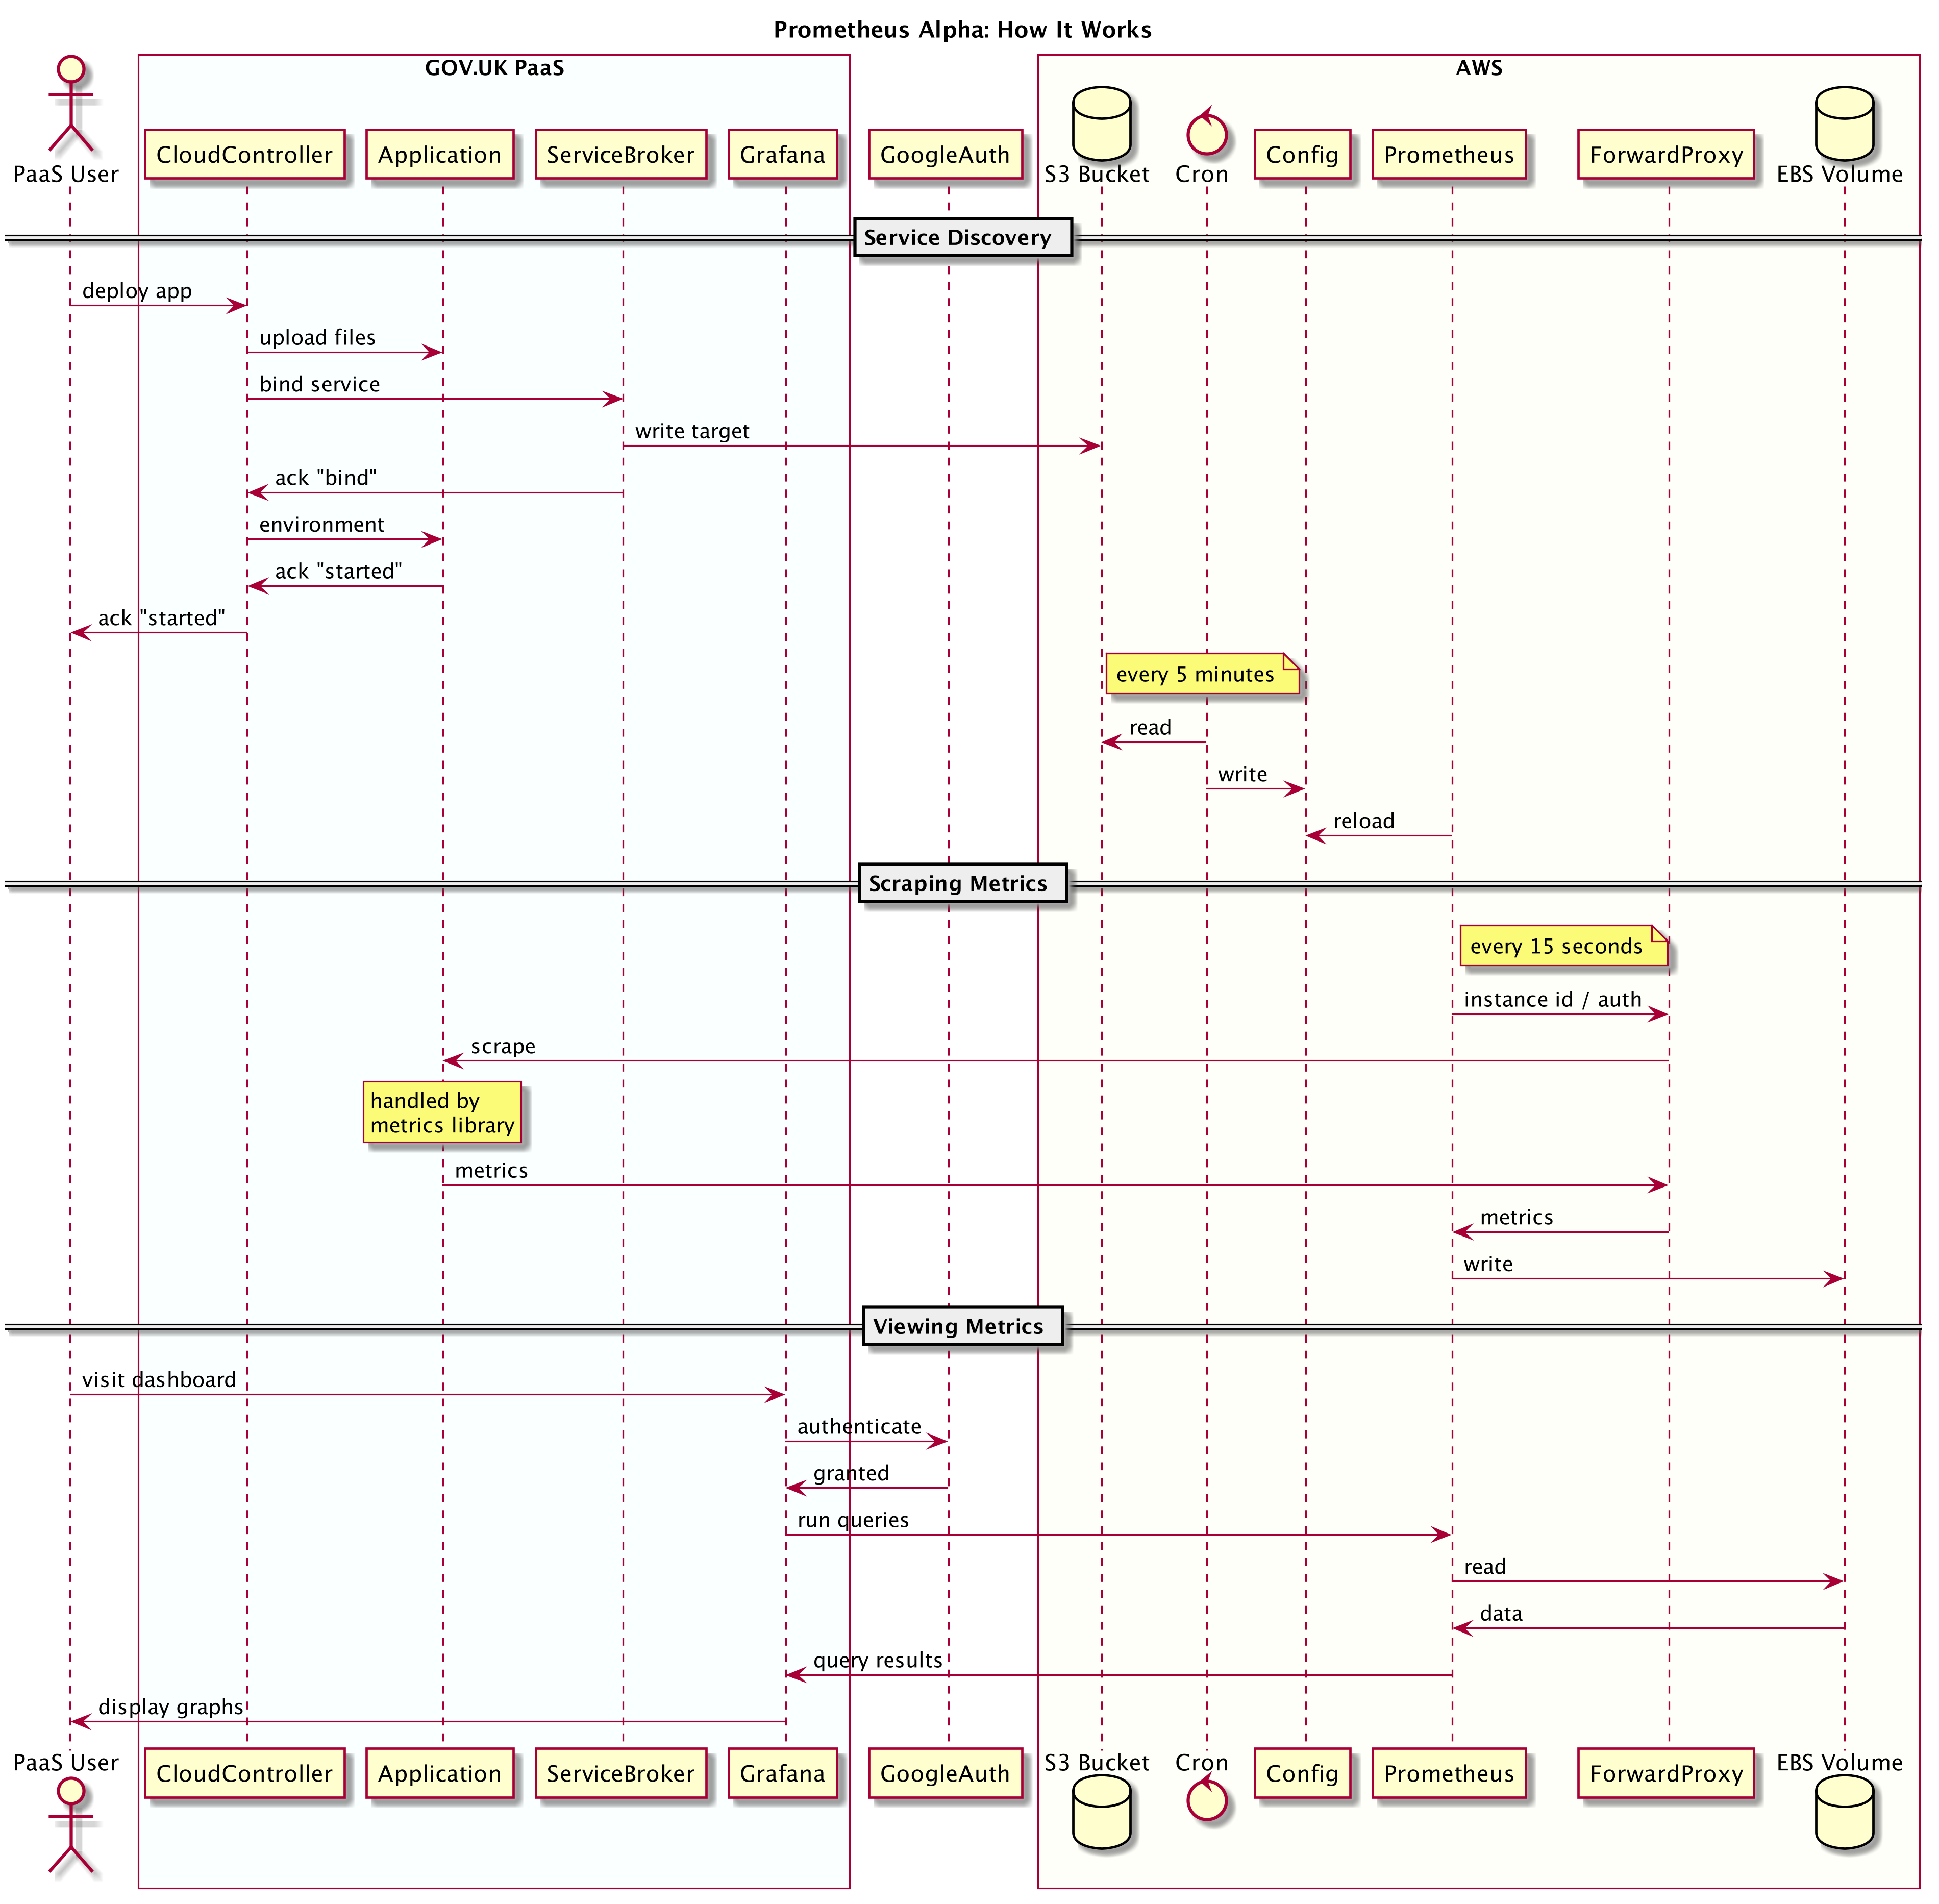 Prometheus Alpha: How It Works
GOV.UK PaaS
AWS
PaaS User
CloudController
Application
ServiceBroker
Grafana
GoogleAuth
S3 Bucket
Cron
Config
Prometheus
ForwardProxy
EBS Volume
Service Discovery
deploy app
upload files
bind service
write target
ack "bind"
environment
ack "started"
ack "started"
every 5 minutes
read
write
reload
Scraping Metrics
every 15 seconds
instance id / auth
scrape
handled by
metrics library
metrics
metrics
write
Viewing Metrics
visit dashboard
authenticate
granted
run queries
read
data
query results
display graphs
PaaS User
CloudController
Application
ServiceBroker
Grafana
GoogleAuth
S3 Bucket
Cron
Config
Prometheus
ForwardProxy
EBS Volume